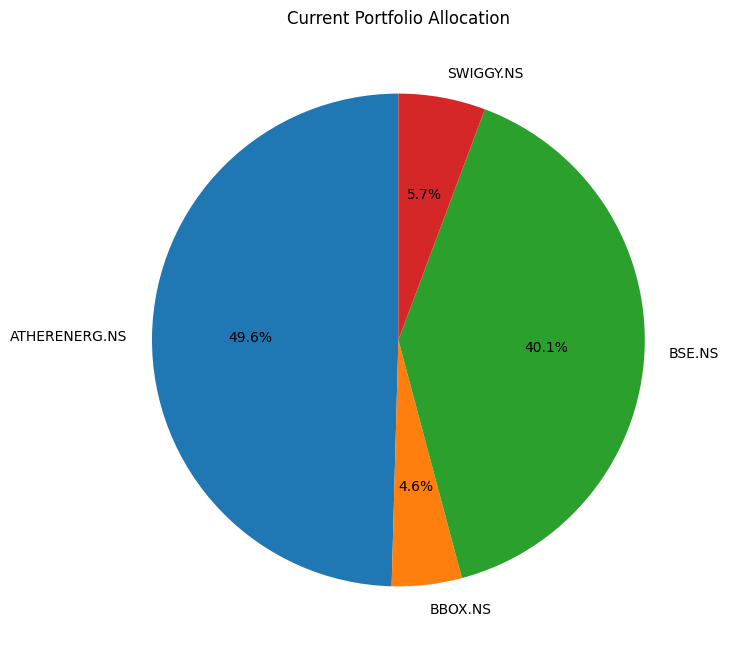 Current Portfolio Allocation
SWIGGY.NS
5.7%
ATHERENERG.NS
49.6%
40.1%
BSE.NS
4.6%
BBOX.NS